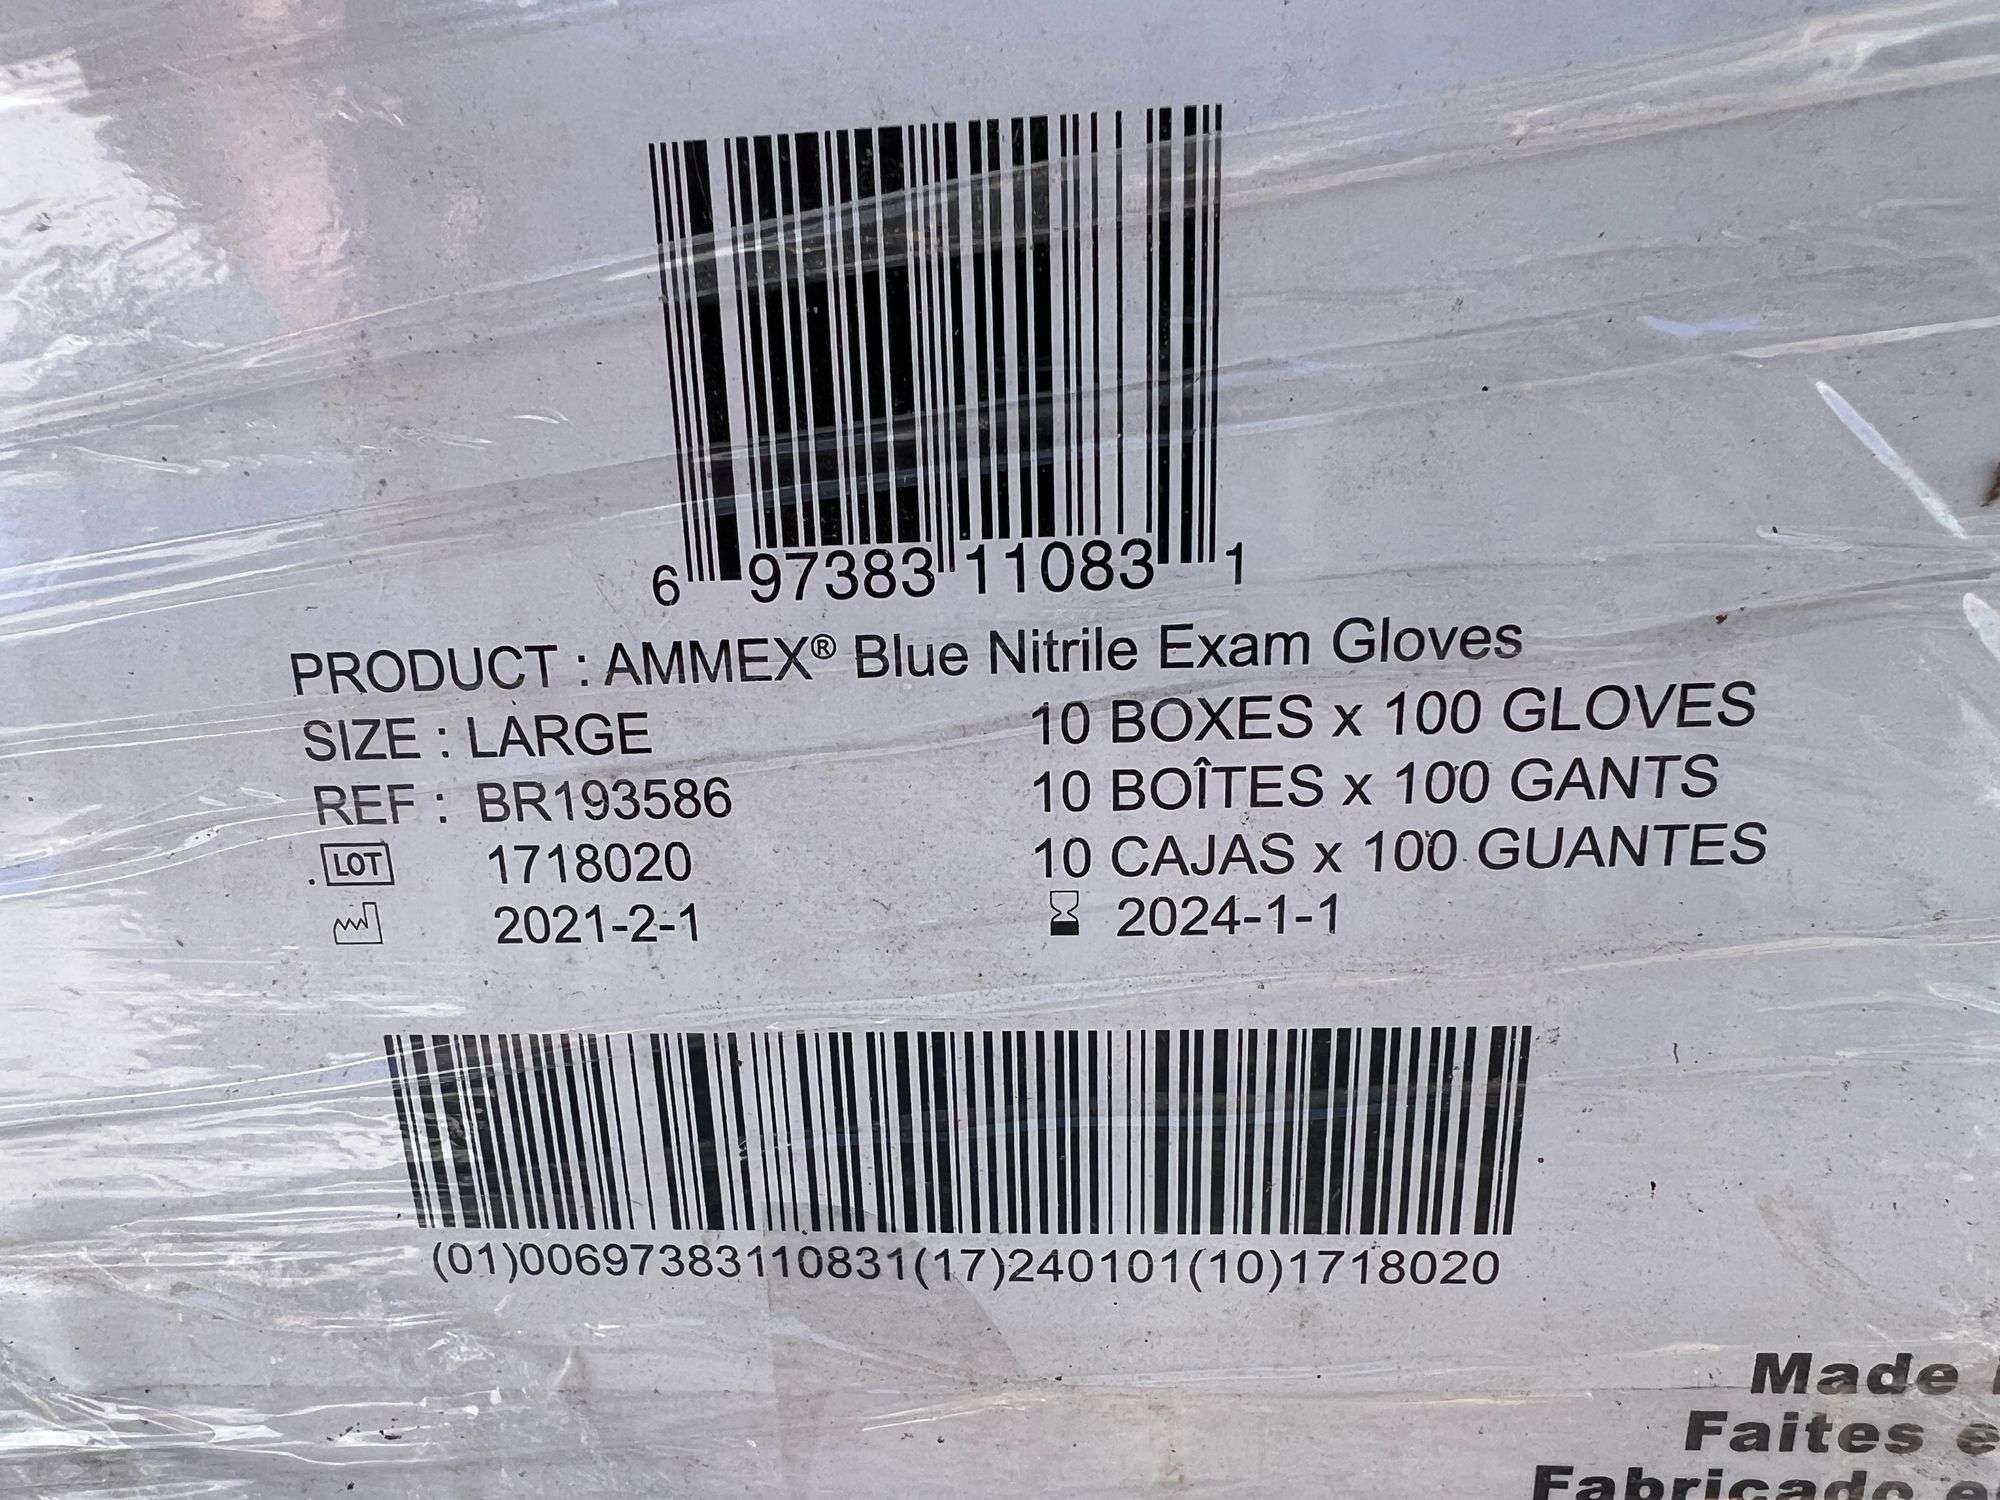 6 97383 11083 1
PRODUCT : AMMEX® Blue Nitrile Exam Gloves
SIZE : LARGE 10 BOXES x 100 GLOVES
REF : BR193586 10 BOÎTES x 100 GANTS
LOT 1718020 10 CAJAS x 100 GUANTES
2021-2-1 2024-1-1
(01)00697383110831(17)240101(10)1718020
Made
Faites
Fabricado